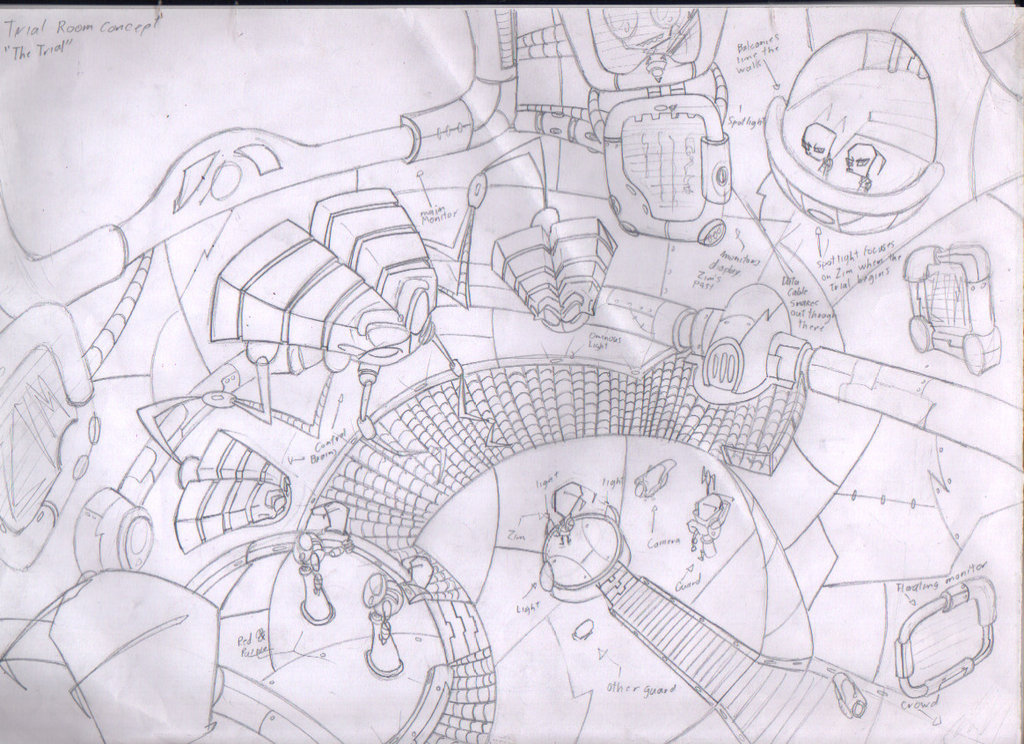 Trial Room Concept
"The Trial"
Balconies
line the
walls
Spotlight
main
Monitor
monitors
display
Zim's
past
Spotlight focuses
on Zim when the
trial begins
Data
Cable
snakes
out through
there
Ominous
Light
Control
Brains
light
light
Zim
Camera
Guard
Light
Red &
Purple
other guard
Floating monitor
crowd